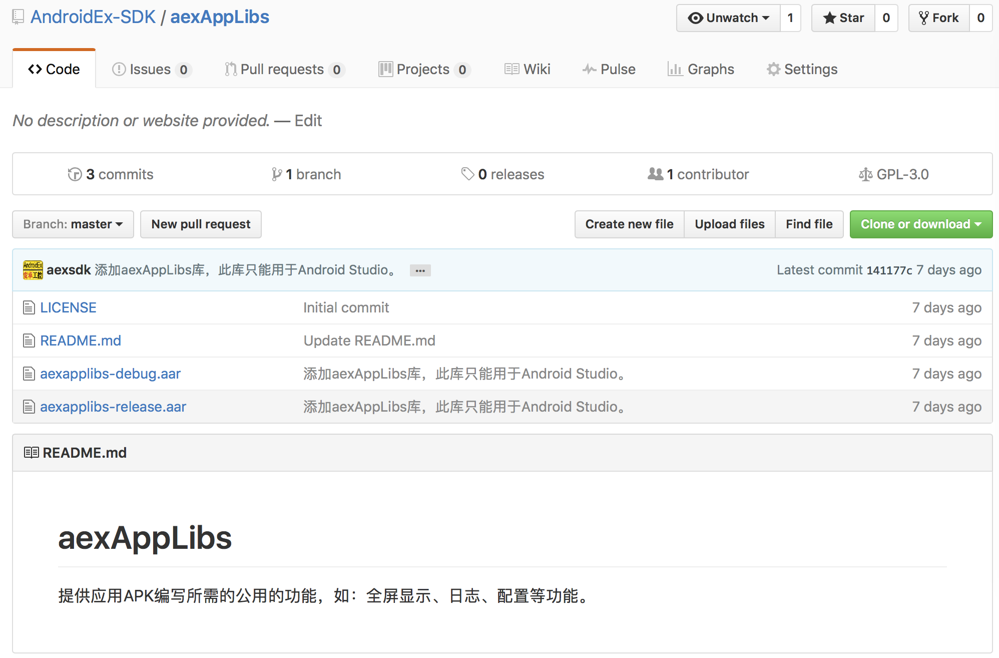 AndroidEx-SDK / aexAppLibs
Unwatch 1 Star 0 Fork 0
Code Issues 0 Pull requests 0 Projects 0 Wiki Pulse Graphs Settings
No description or website provided. — Edit
3 commits 1 branch 0 releases 1 contributor GPL-3.0
Branch: master New pull request Create new file Upload files Find file Clone or download
AndroidEx
安卓工控
aexsdk 添加aexAppLibs库，此库只能用于Android Studio。 … Latest commit 141177c 7 days ago
LICENSE Initial commit 7 days ago
README.md Update README.md 7 days ago
aexapplibs-debug.aar 添加aexAppLibs库，此库只能用于Android Studio。 7 days ago
aexapplibs-release.aar 添加aexAppLibs库，此库只能用于Android Studio。 7 days ago
README.md
aexAppLibs
提供应用APK编写所需的公用的功能，如：全屏显示、日志、配置等功能。